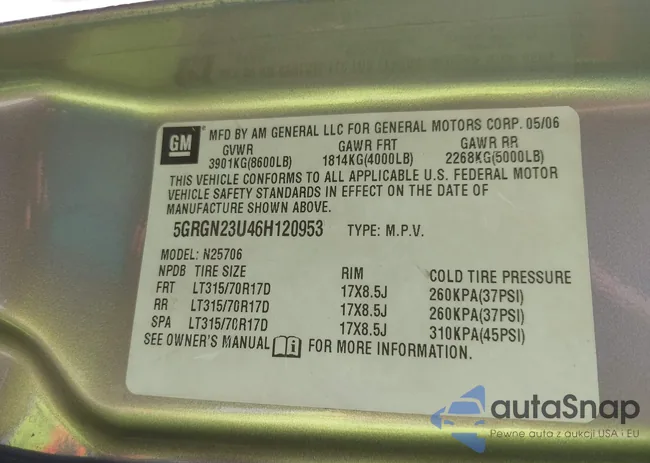 GM
MFD BY AM GENERAL LLC FOR GENERAL MOTORS CORP. 05/06
GVWR GAWR FRT GAWR RR
3901KG(8600LB) 1814KG(4000LB) 2268KG(5000LB)
THIS VEHICLE CONFORMS TO ALL APPLICABLE U.S. FEDERAL MOTOR
VEHICLE SAFETY STANDARDS IN EFFECT ON THE DATE OF
MANUFACTURE SHOWN ABOVE.
5GRGN23U46H120953 TYPE: M.P.V.
MODEL: N25706
NPDB TIRE SIZE RIM COLD TIRE PRESSURE
FRT LT315/70R17D 17X8.5J 260KPA(37PSI)
RR LT315/70R17D 17X8.5J 260KPA(37PSI)
SPA LT315/70R17D 17X8.5J 310KPA(45PSI)
SEE OWNER'S MANUAL FOR MORE INFORMATION.
autaSnap
Pewne auta z aukcji USA i EU